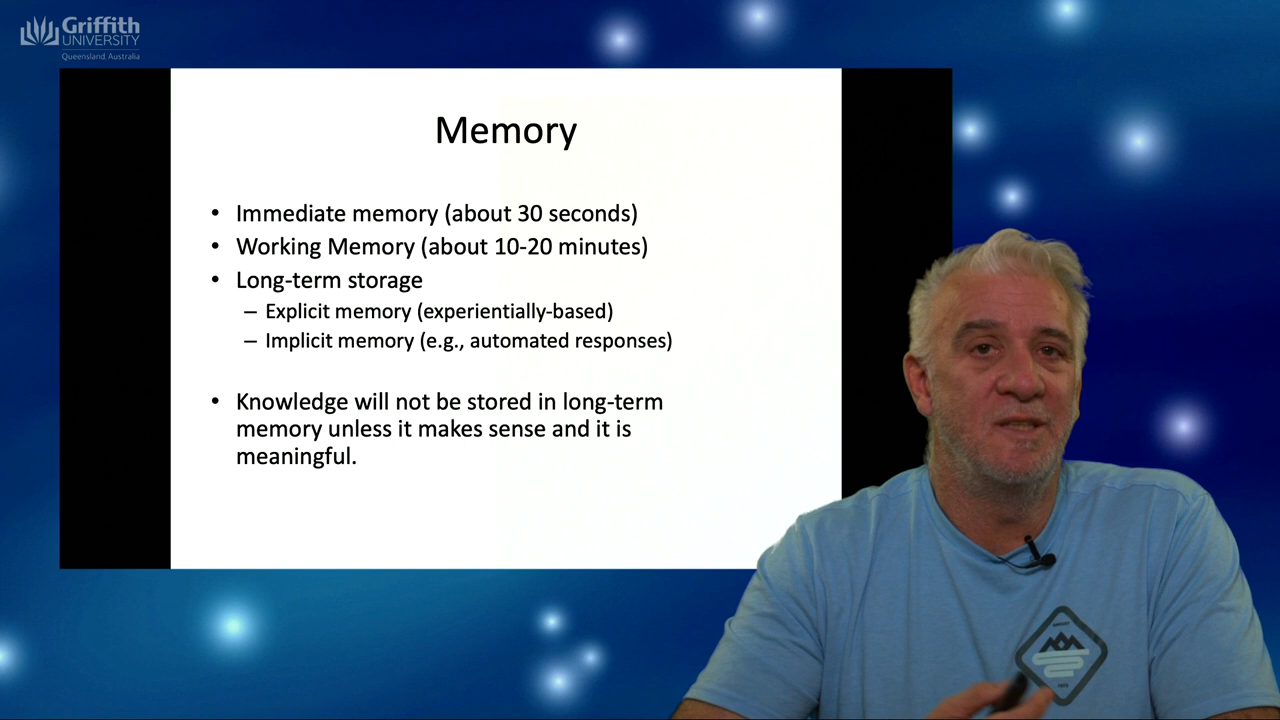 Griffith
UNIVERSITY
Queensland, Australia
Memory
• Immediate memory (about 30 seconds)
• Working Memory (about 10-20 minutes)
• Long-term storage
– Explicit memory (experientially-based)
– Implicit memory (e.g., automated responses)
• Knowledge will not be stored in long-term
memory unless it makes sense and it is
meaningful.